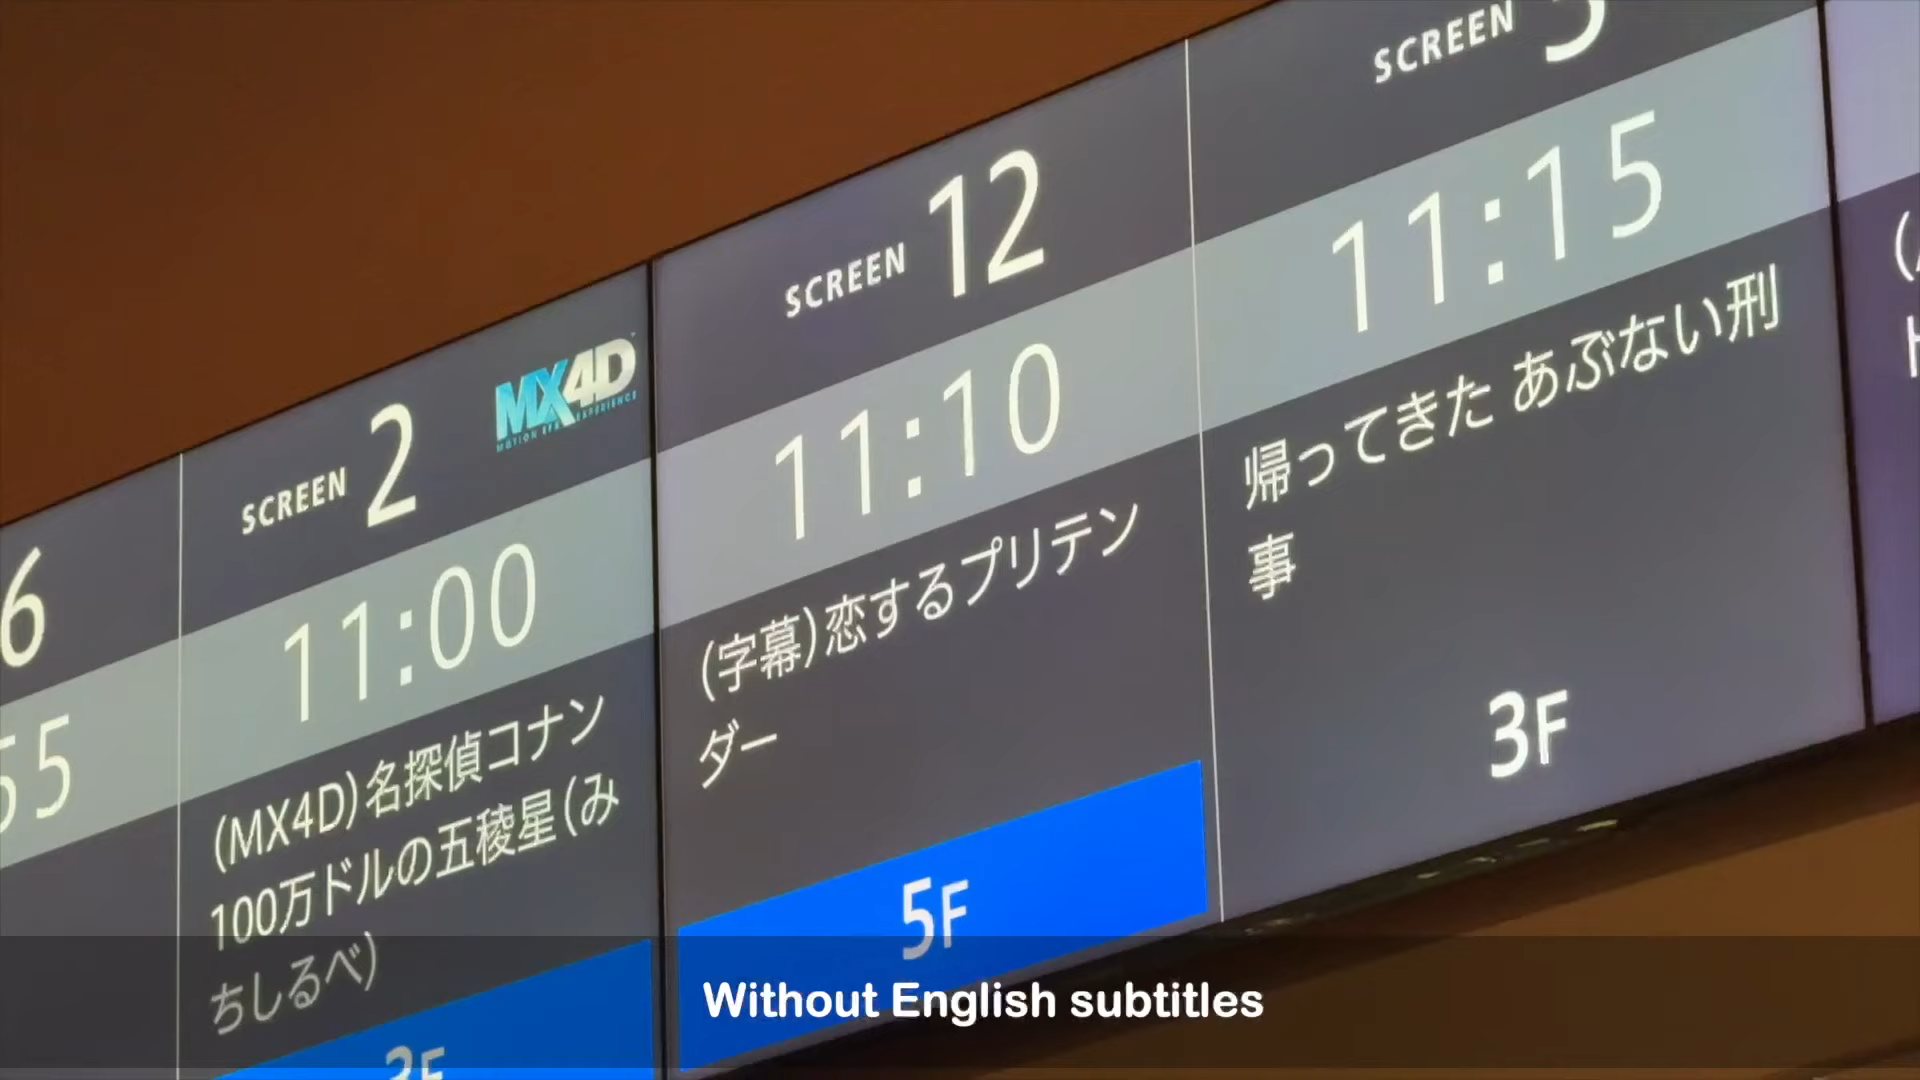 6
55
SCREEN 2
MX4D
11:00
(MX4D)名探偵コナン
100万ドルの五稜星(み
ちしるべ)
3F
SCREEN 12
11:10
(字幕)恋するプリテン
ダー
5F
SCREEN
11:15
帰ってきた あぶない刑
事
3F
Without English subtitles